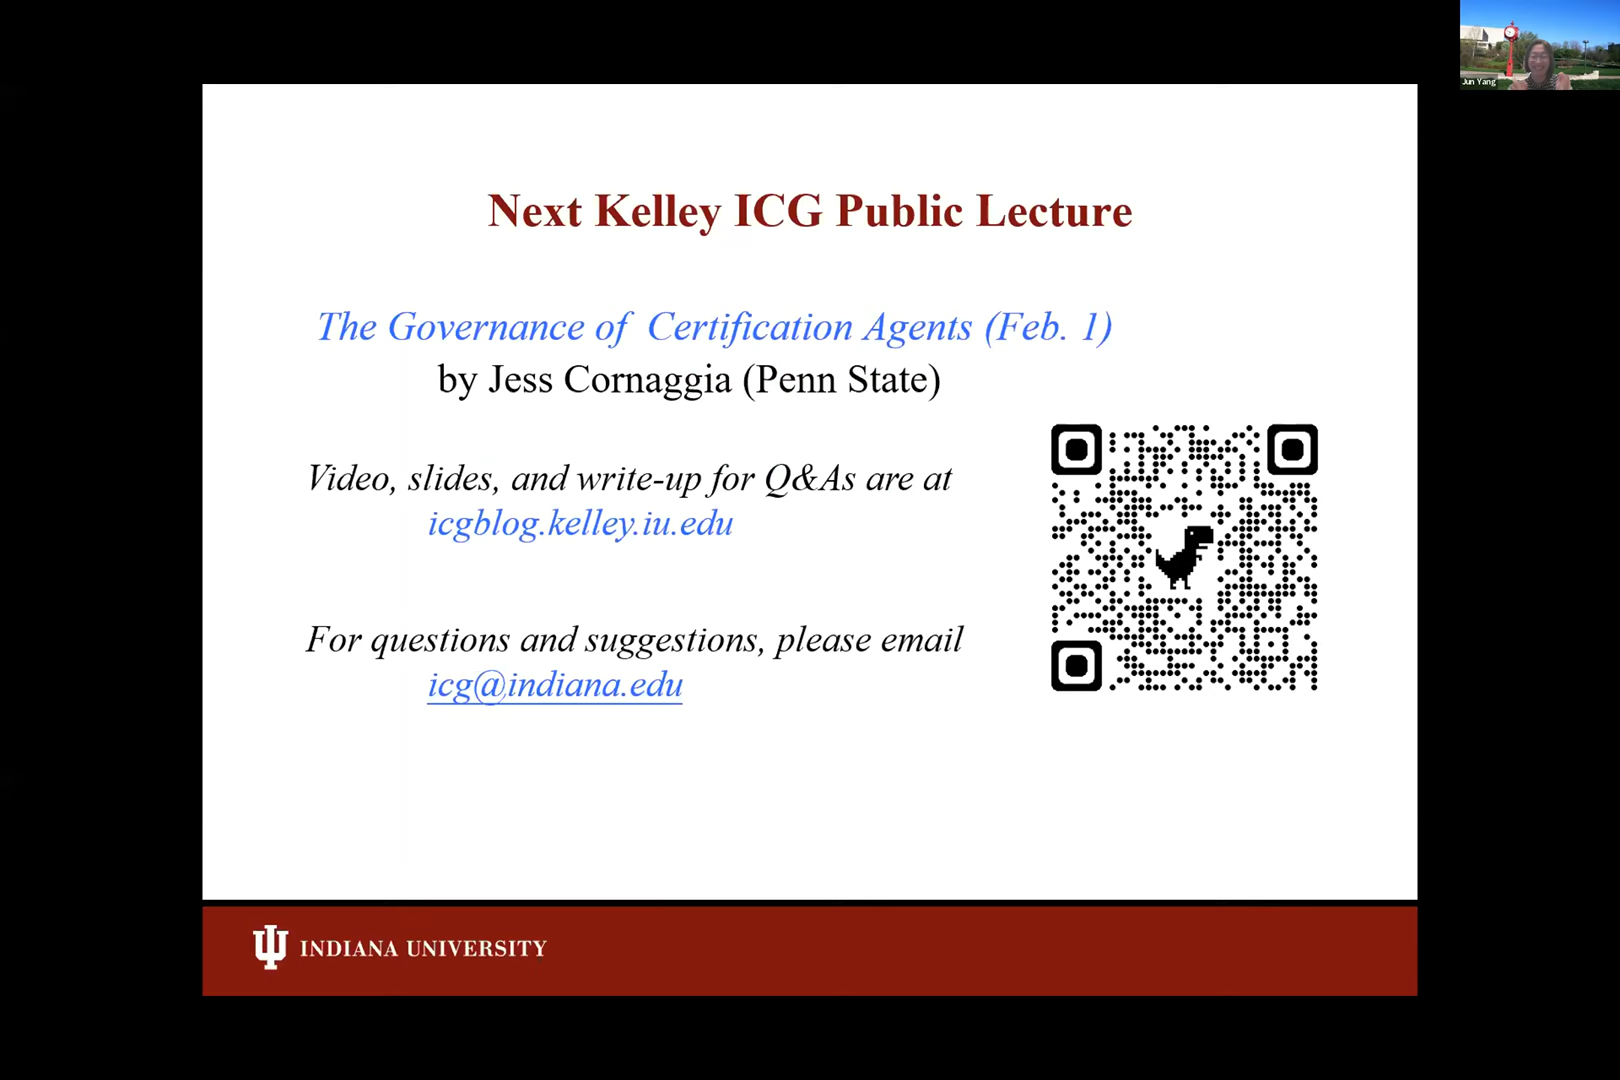 Jun Yang
Next Kelley ICG Public Lecture
The Governance of Certification Agents (Feb. 1)
by Jess Cornaggia (Penn State)
Video, slides, and write-up for Q&As are at
icgblog.kelley.iu.edu
For questions and suggestions, please email
icg@indiana.edu
INDIANA UNIVERSITY